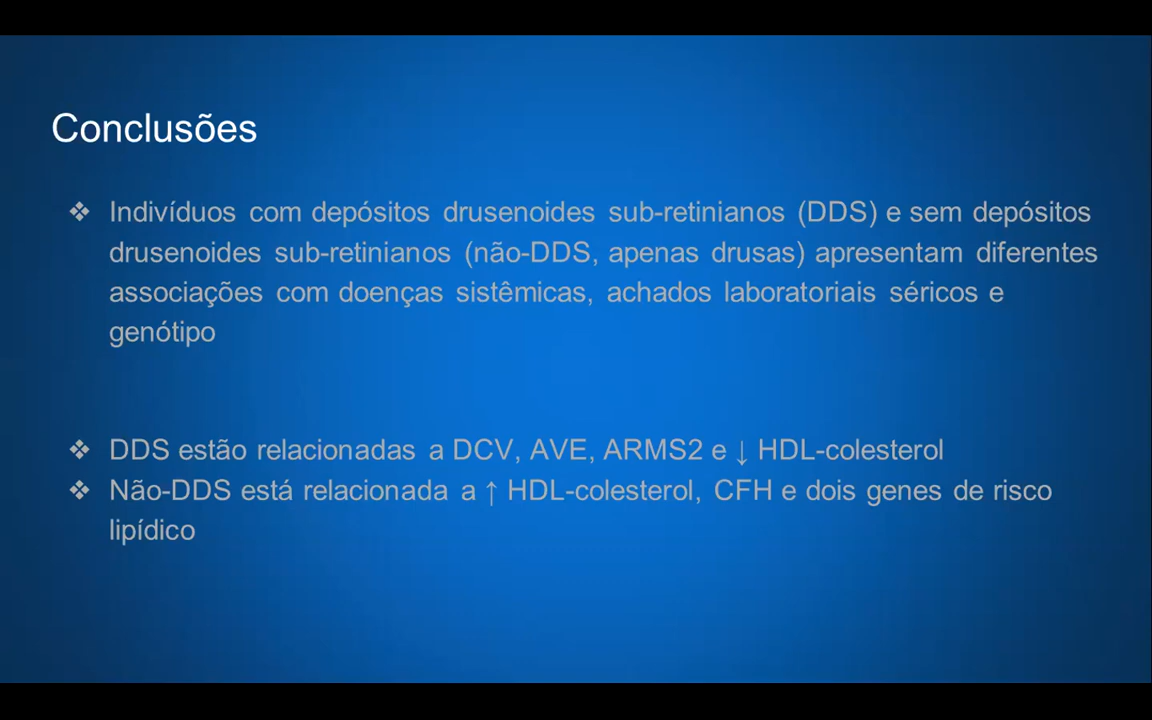 Conclusões
❖ Indivíduos com depósitos drusenoides sub-retinianos (DDS) e sem depósitos
drusenoides sub-retinianos (não-DDS, apenas drusas) apresentam diferentes
associações com doenças sistêmicas, achados laboratoriais séricos e
genótipo
❖ DDS estão relacionadas a DCV, AVE, ARMS2 e ↓ HDL-colesterol
❖ Não-DDS está relacionada a ↑ HDL-colesterol, CFH e dois genes de risco
lipídico